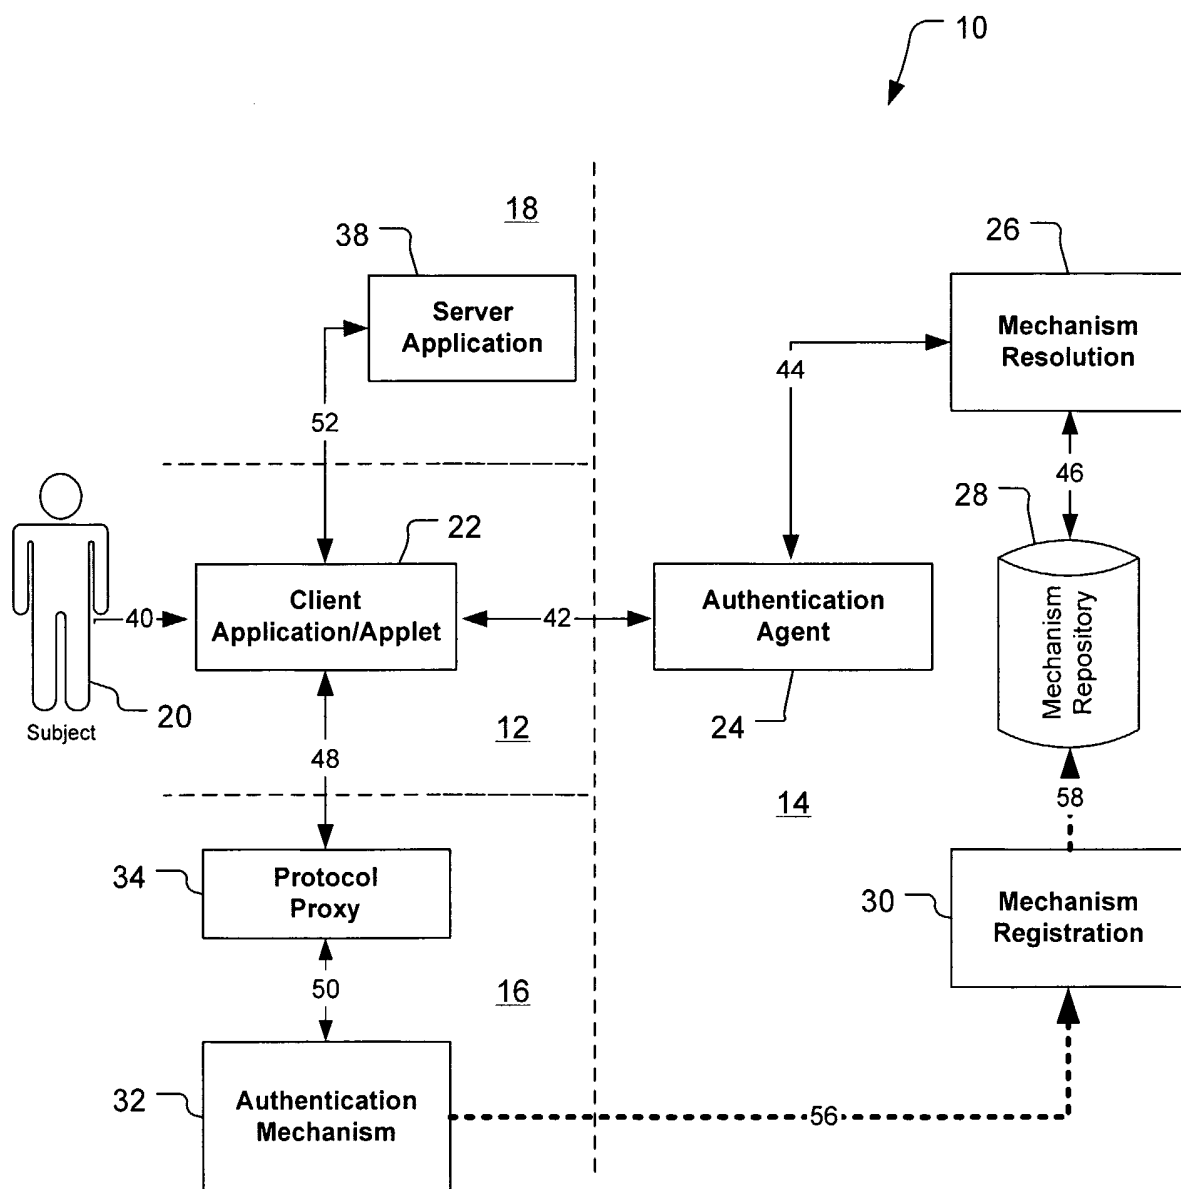 10
18
38
26
Server
Application
Mechanism
Resolution
44
52
46
28
22
Client
Application/Applet
Authentication
Agent
Mechanism
Repository
40
42
20
Subject
12
24
48
14
58
34
Protocol
Proxy
30
Mechanism
Registration
50
16
32
Authentication
Mechanism
56